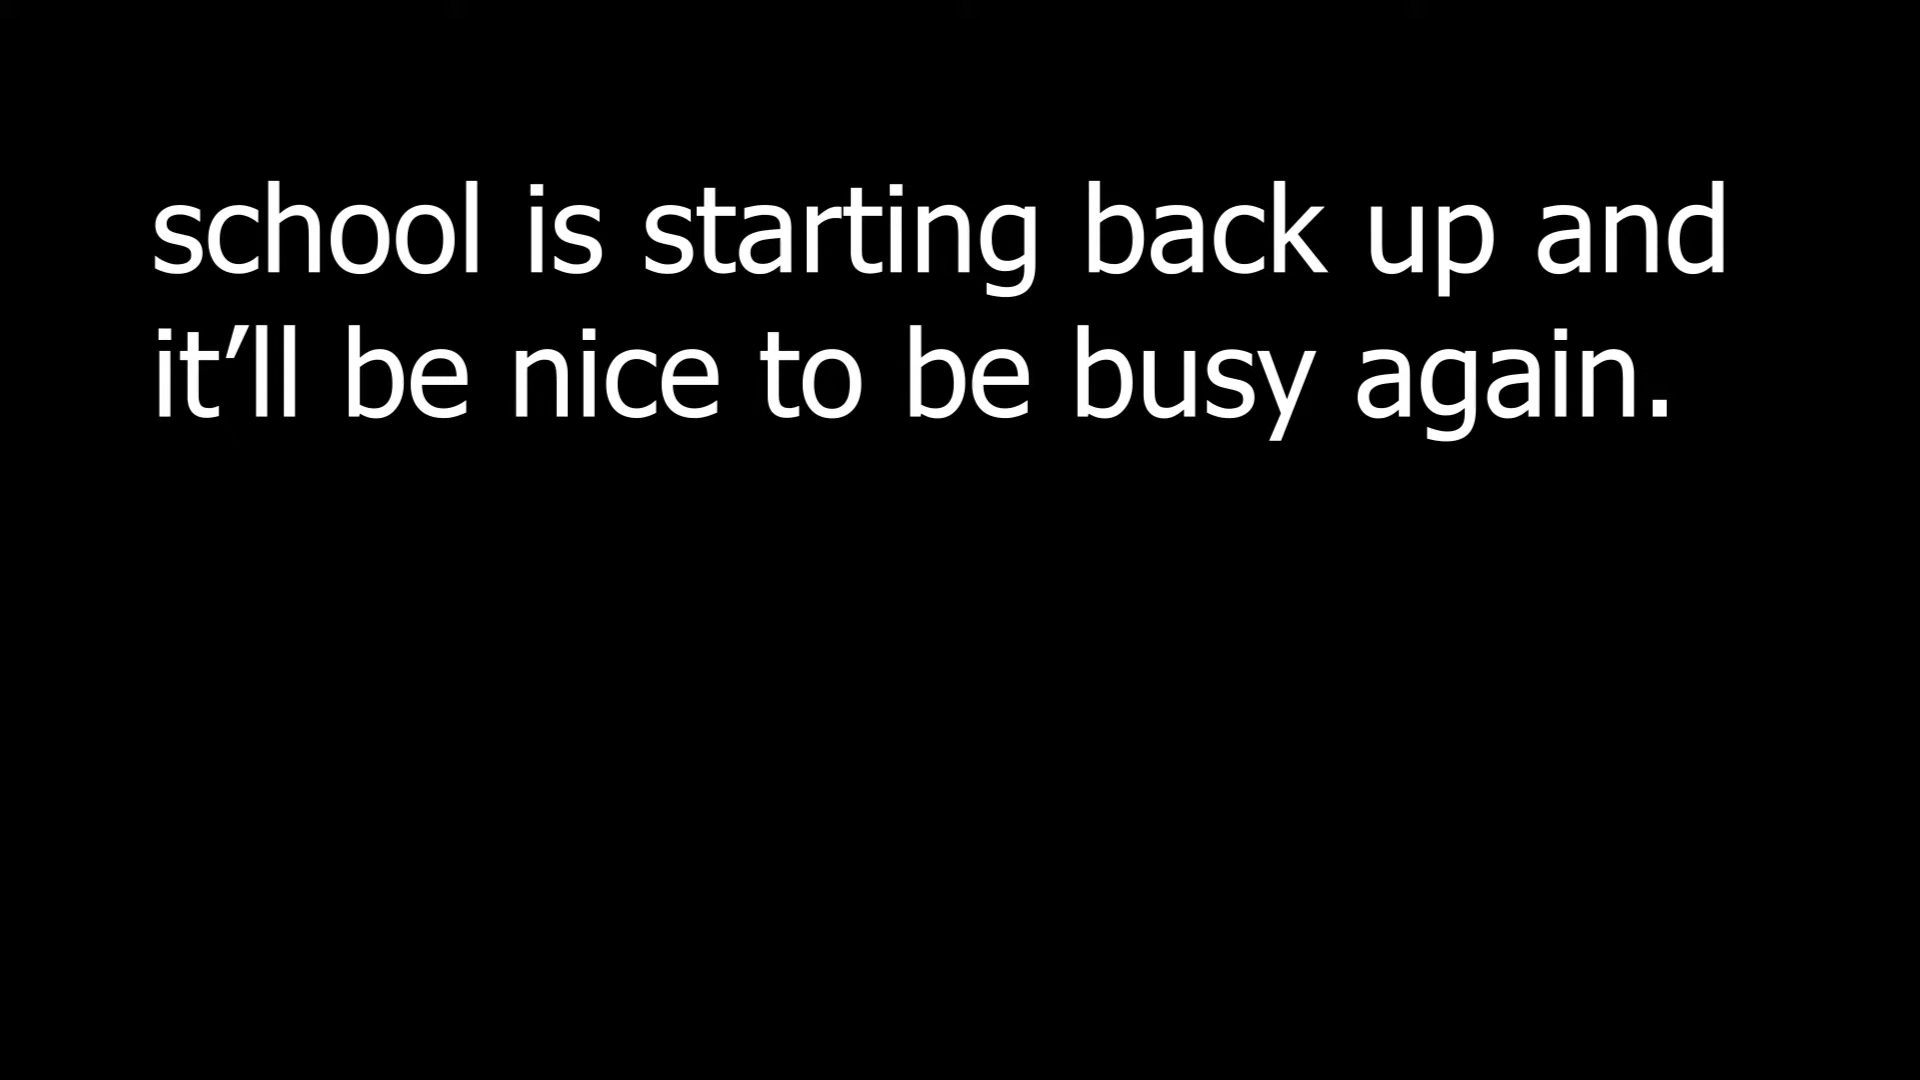 school is starting back up and
it’ll be nice to be busy again.